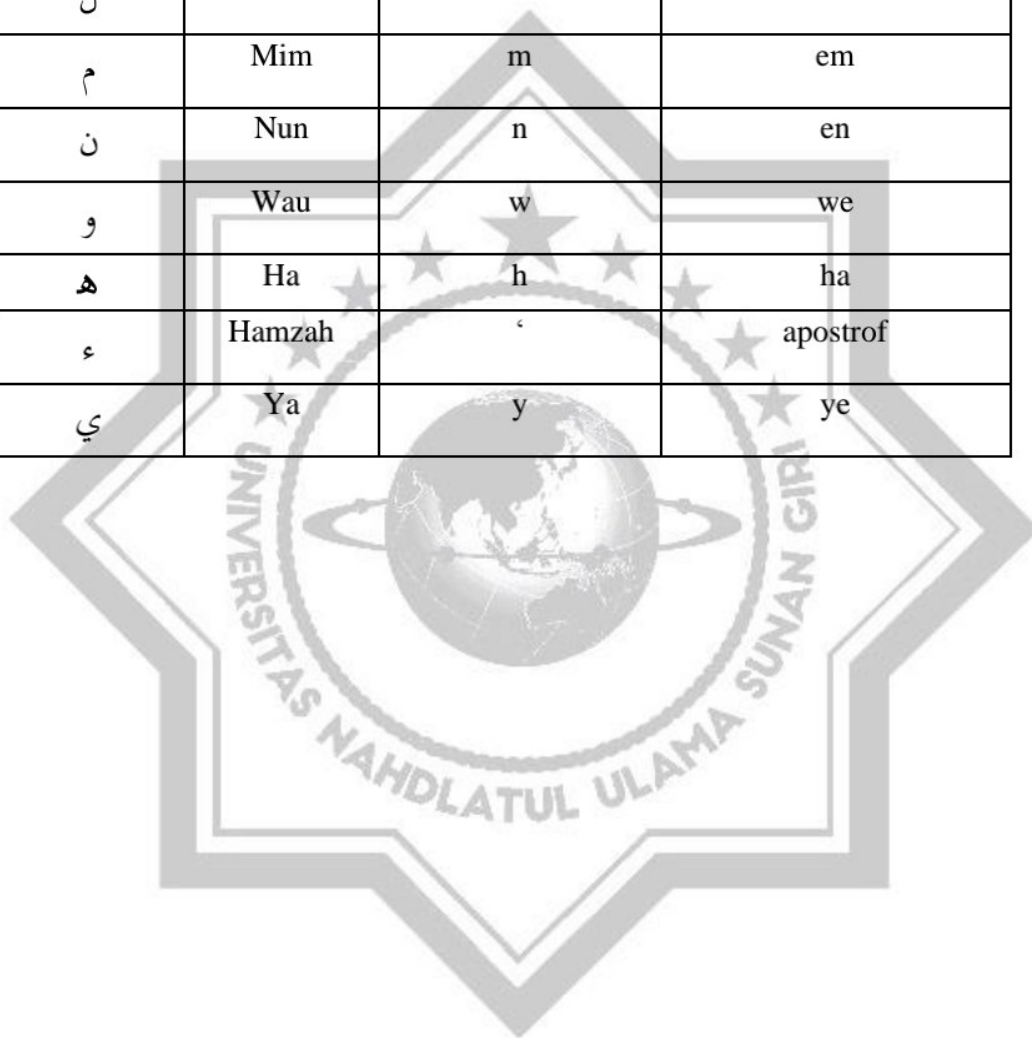 م Mim m em
ن Nun n en
و Wau w we
ه Ha h ha
ء Hamzah ‘ apostrof
ي Ya y ye
UNIVERSITAS NAHDLATUL ULAMA SUNAN GIRI